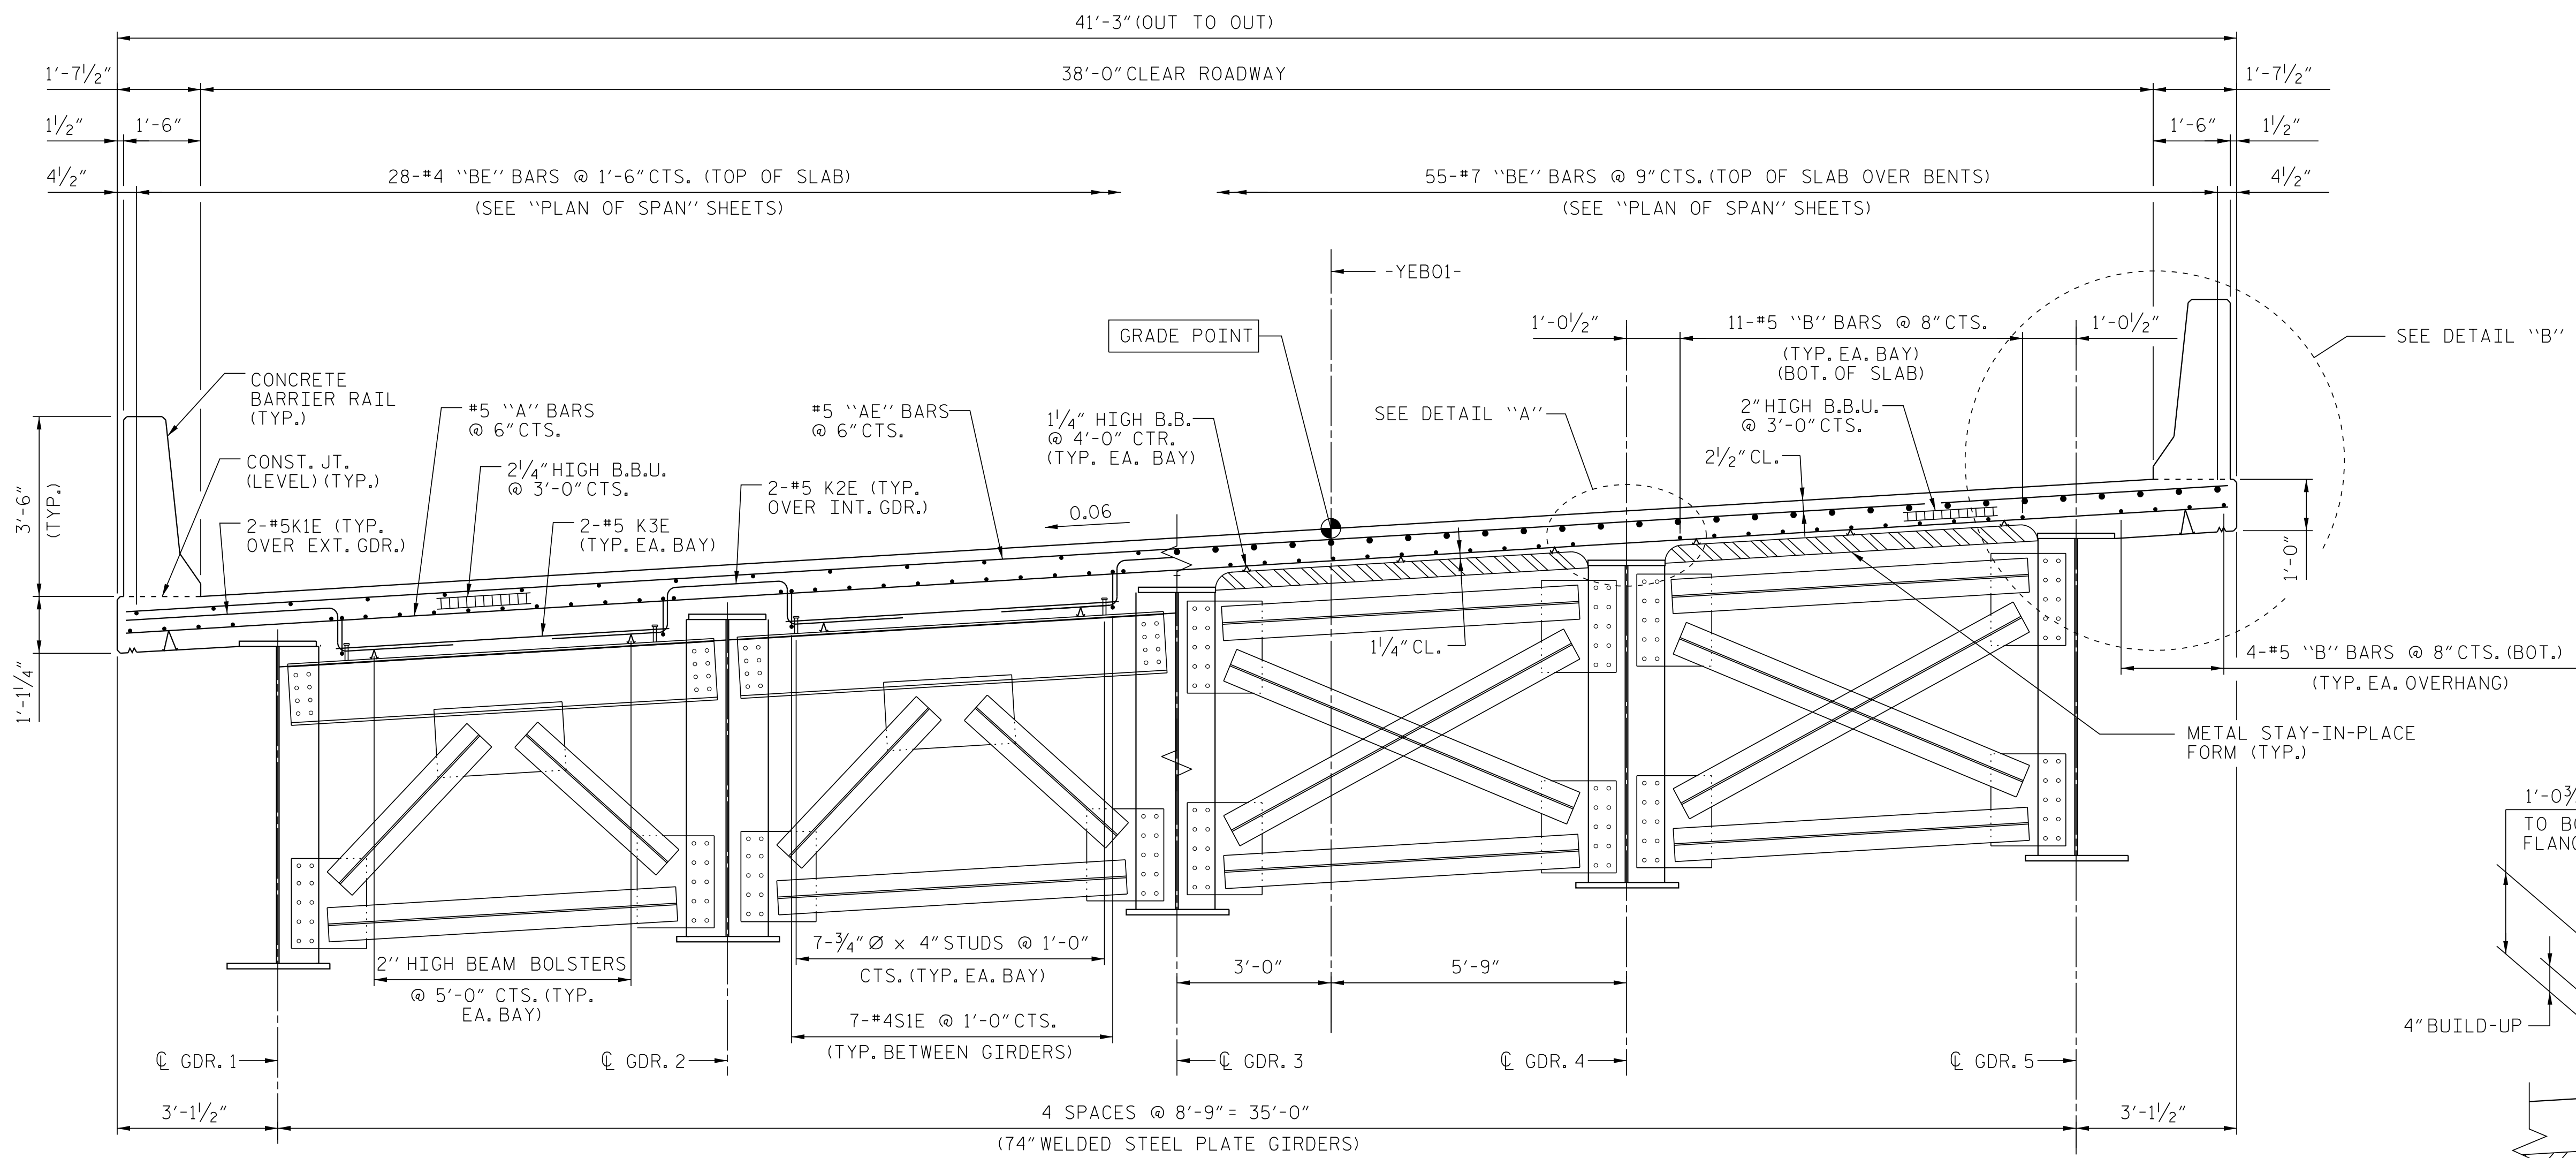 41'-3" (OUT TO OUT)
1'-7½"
38'-0" CLEAR ROADWAY
1'-7½"
1½"
1'-6"
1'-6"
1½"
4½"
28-#4 ``BE'' BARS @ 1'-6" CTS. (TOP OF SLAB)
(SEE ``PLAN OF SPAN'' SHEETS)
55-#7 ``BE'' BARS @ 9" CTS. (TOP OF SLAB OVER BENTS)
(SEE ``PLAN OF SPAN'' SHEETS)
4½"
-YEB01-
GRADE POINT
1'-0½"
11-#5 ``B'' BARS @ 8" CTS.
(TYP. EA. BAY)
(BOT. OF SLAB)
1'-0½"
SEE DETAIL ``B''
CONCRETE
BARRIER RAIL
(TYP.)
#5 ``A'' BARS
@ 6" CTS.
#5 ``AE'' BARS
@ 6" CTS.
1¼" HIGH B.B.
@ 4'-0" CTR.
(TYP. EA. BAY)
SEE DETAIL ``A''
2" HIGH B.B.U.
@ 3'-0" CTS.
2½" CL.
CONST. JT.
(LEVEL) (TYP.)
2¼" HIGH B.B.U.
@ 3'-0" CTS.
2-#5 K2E (TYP.
OVER INT. GDR.)
3'-6"
(TYP.)
2-#5K1E (TYP.
OVER EXT. GDR.)
2-#5 K3E
(TYP. EA. BAY)
0.06
1'-0"
1'-1¼"
1¼" CL.
4-#5 ``B'' BARS @ 8" CTS. (BOT.)
(TYP. EA. OVERHANG)
METAL STAY-IN-PLACE
FORM (TYP.)
1'-0¾
TO
4" BUILD-UP
2'' HIGH BEAM BOLSTERS
@ 5'-0" CTS. (TYP.
EA. BAY)
7-¾" Ø x 4" STUDS @ 1'-0"
CTS. (TYP. EA. BAY)
7-#4S1E @ 1'-0" CTS.
(TYP. BETWEEN GIRDERS)
3'-0"
5'-9"
℄ GDR. 1
℄ GDR. 2
℄ GDR. 3
℄ GDR. 4
℄ GDR. 5
3'-1½"
4 SPACES @ 8'-9" = 35'-0"
(74" WELDED STEEL PLATE GIRDERS)
3'-1½"